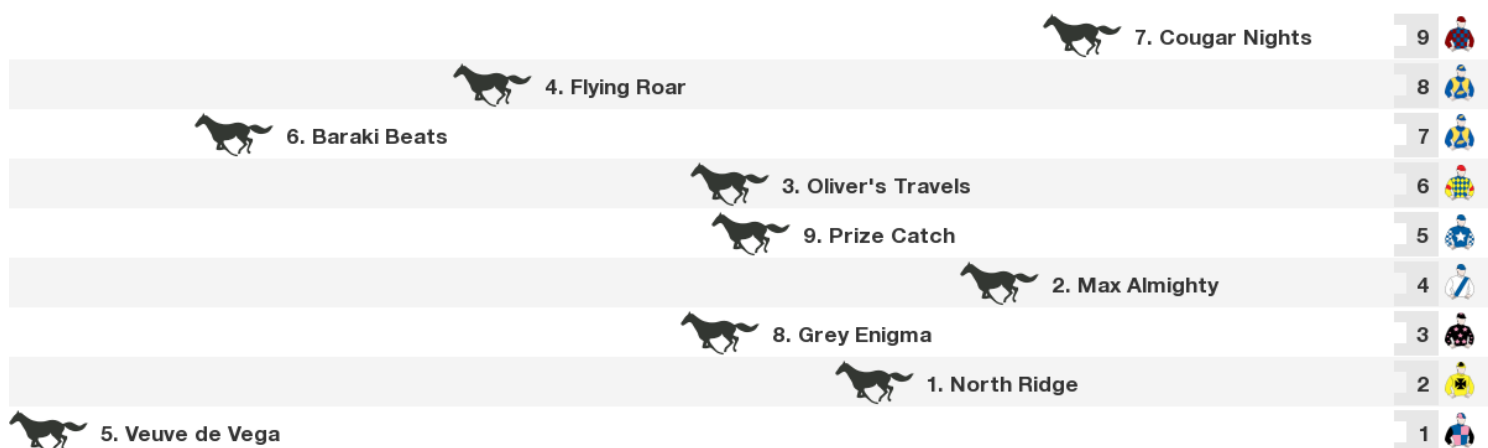 7. Cougar Nights 9
4. Flying Roar 8
6. Baraki Beats 7
3. Oliver's Travels 6
9. Prize Catch 5
2. Max Almighty 4
8. Grey Enigma 3
1. North Ridge 2
5. Veuve de Vega 1